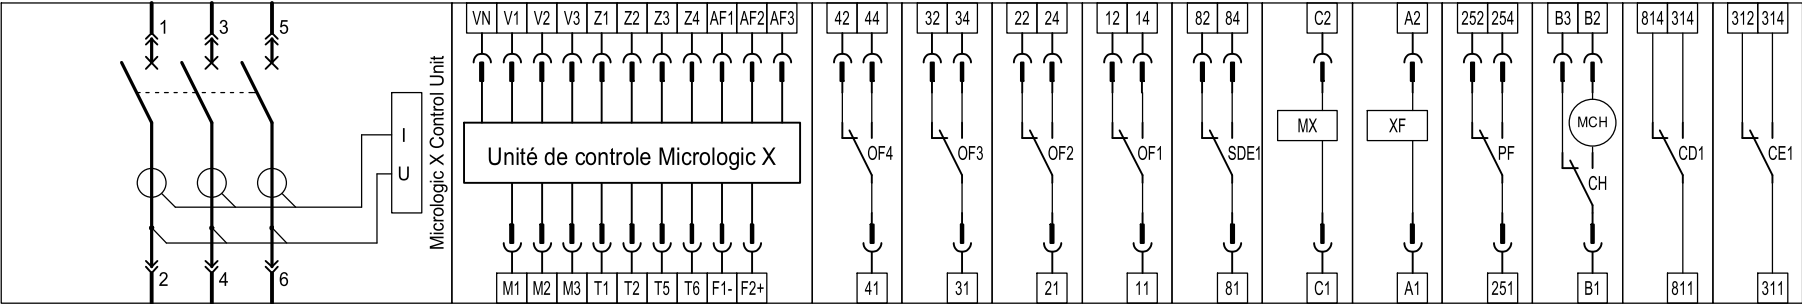 1 3 5
2 4 6
I
U
Micrologic X Control Unit
VN V1 V2 V3 Z1 Z2 Z3 Z4 AF1 AF2 AF3
Unité de controle Micrologic X
M1 M2 M3 T1 T2 T5 T6 F1- F2+
42 44
OF4
41
32 34
OF3
31
22 24
OF2
21
12 14
OF1
11
82 84
SDE1
81
C2
MX
C1
A2
XF
A1
252 254
PF
251
B3 B2
MCH
CH
B1
814 314
CD1
811
312 314
CE1
311